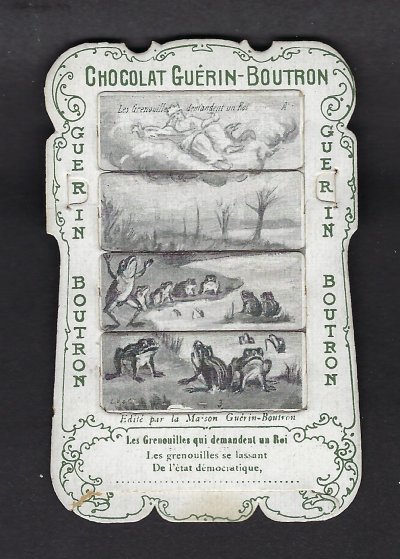 CHOCOLAT GUÉRIN-BOUTRON
GUERIN BOUTRON
GUERIN BOUTRON
Les Grenouilles demandent un Roi A
Edité par la Maison Guérin-Boutron
Les Grenouilles qui demandent un Roi
Les grenouilles se lassant
De l'état démocratique,